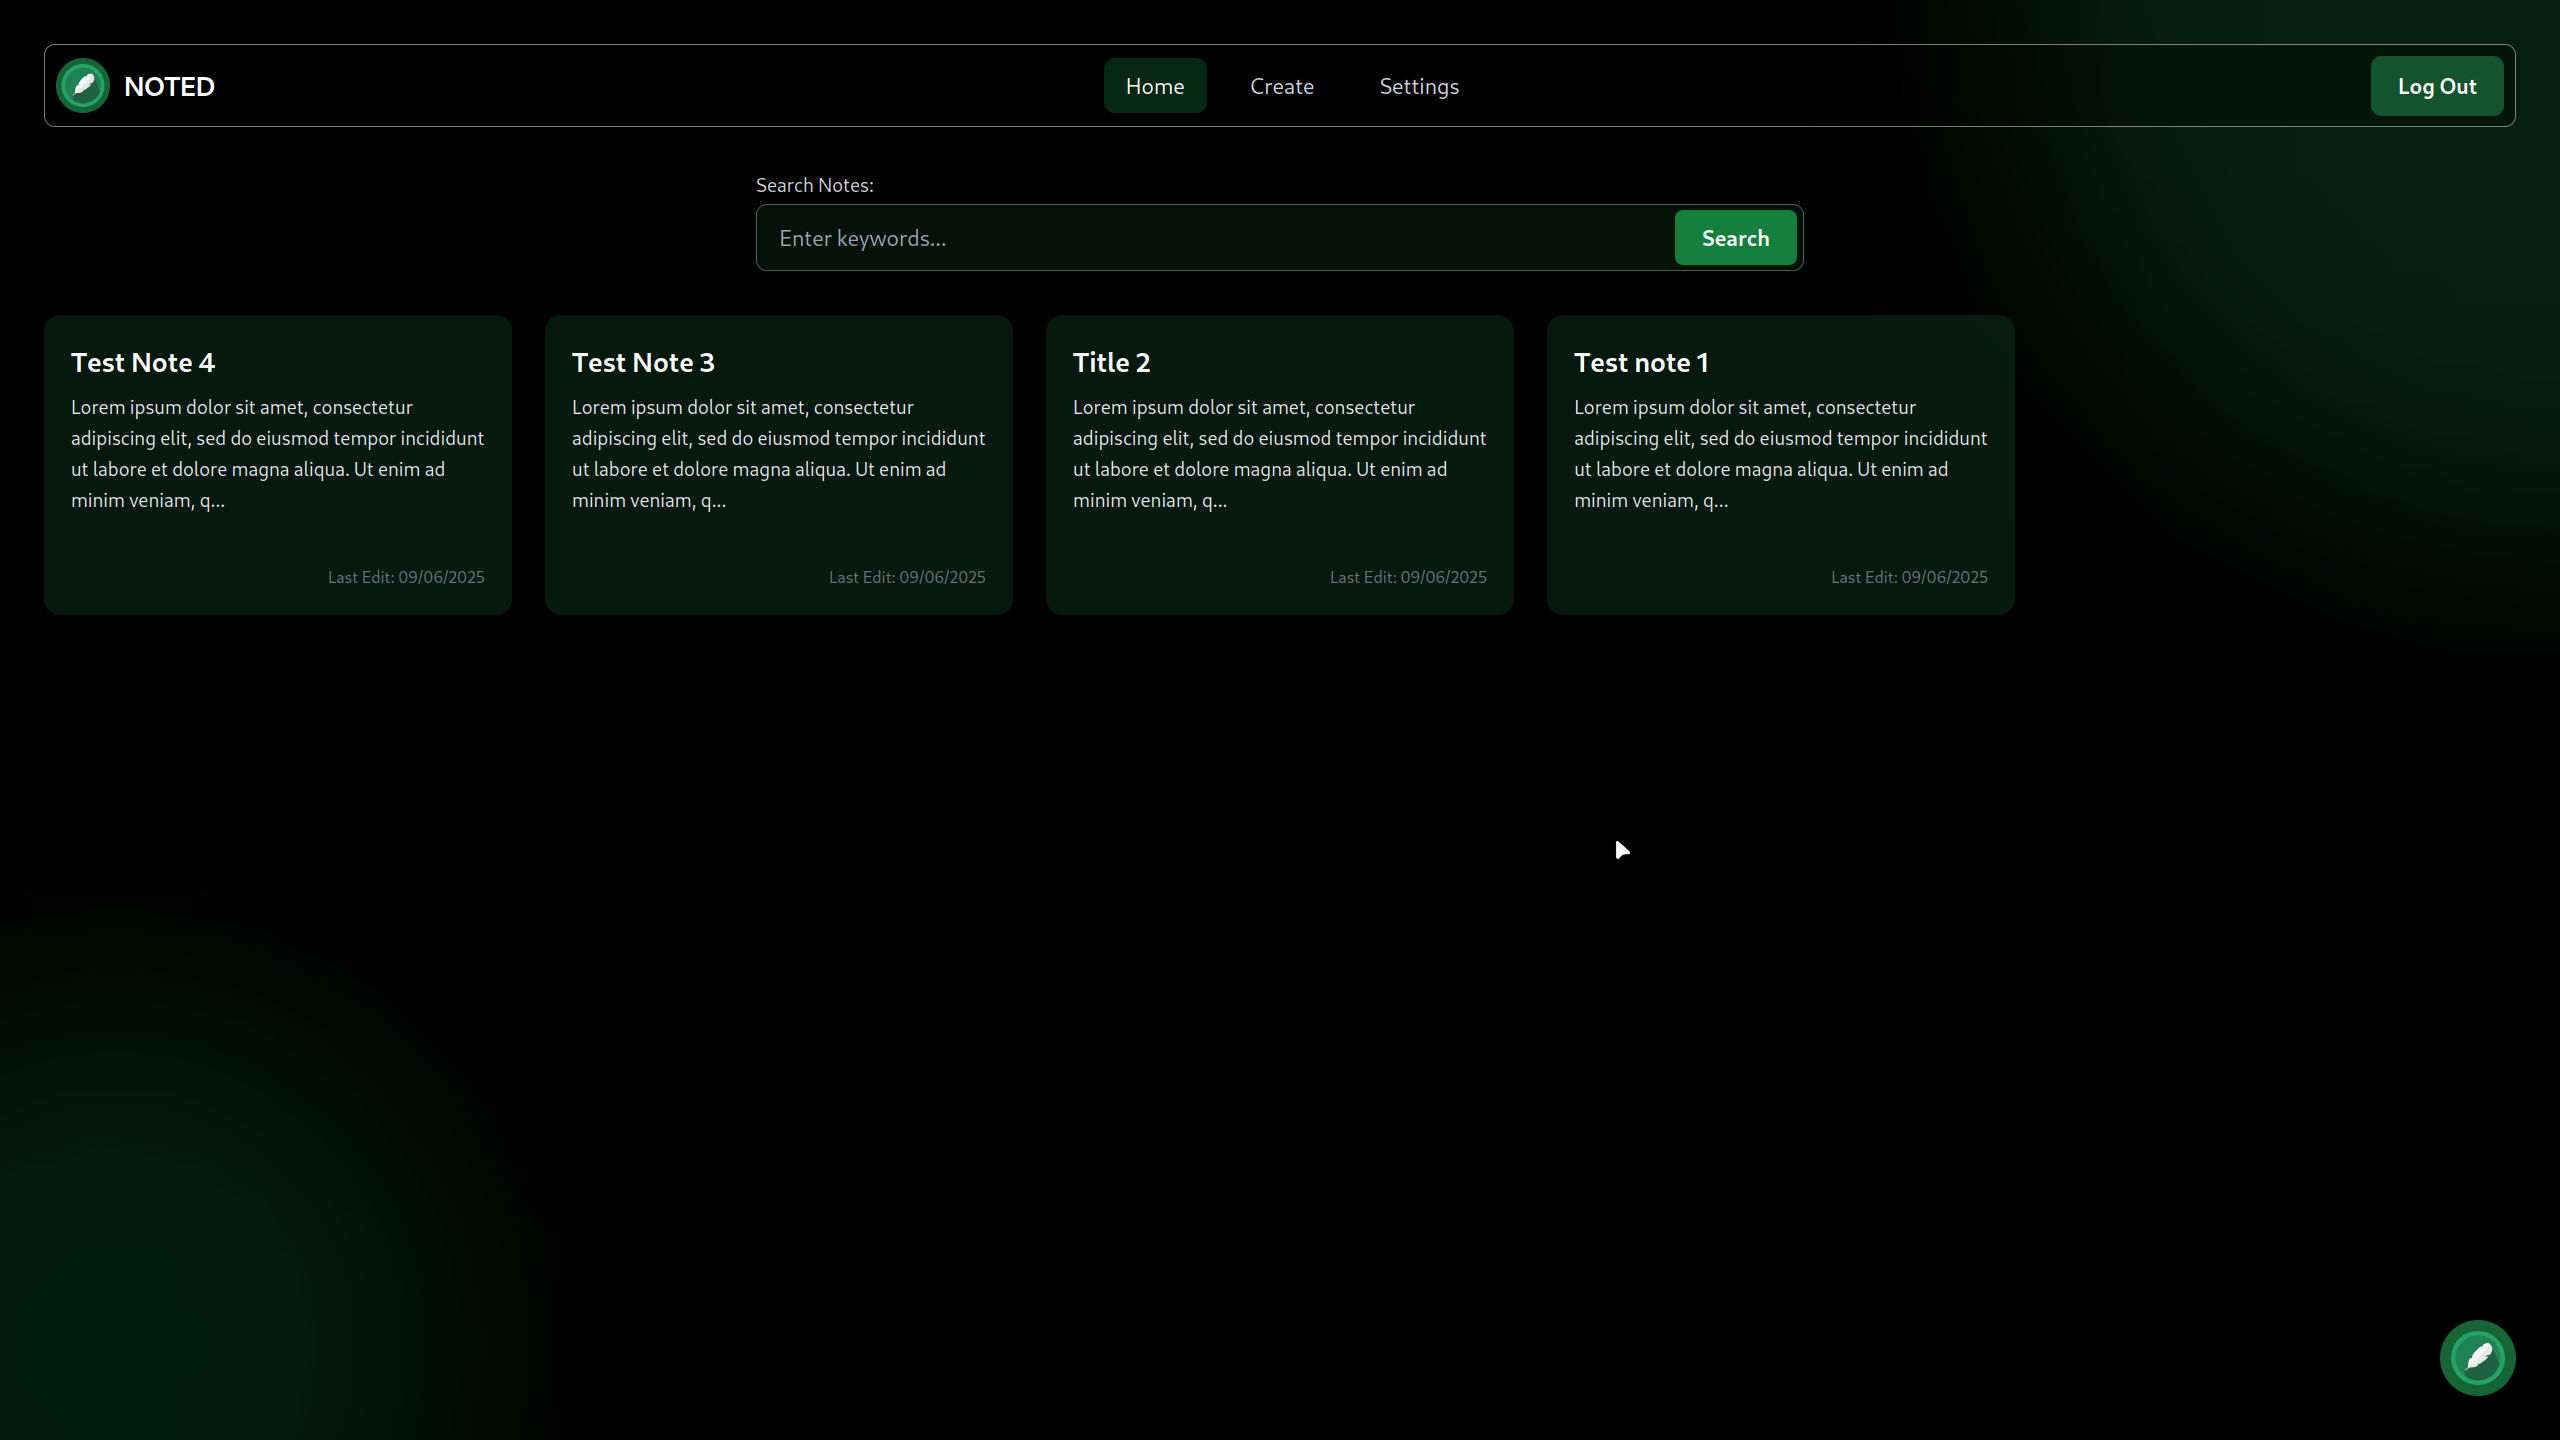 NOTED
Home
Create
Settings
Log Out
Search Notes:
Enter keywords...
Search
Test Note 4
Lorem ipsum dolor sit amet, consectetur
adipiscing elit, sed do eiusmod tempor incididunt
ut labore et dolore magna aliqua. Ut enim ad
minim veniam, q...
Last Edit: 09/06/2025
Test Note 3
Lorem ipsum dolor sit amet, consectetur
adipiscing elit, sed do eiusmod tempor incididunt
ut labore et dolore magna aliqua. Ut enim ad
minim veniam, q...
Last Edit: 09/06/2025
Title 2
Lorem ipsum dolor sit amet, consectetur
adipiscing elit, sed do eiusmod tempor incididunt
ut labore et dolore magna aliqua. Ut enim ad
minim veniam, q...
Last Edit: 09/06/2025
Test note 1
Lorem ipsum dolor sit amet, consectetur
adipiscing elit, sed do eiusmod tempor incididunt
ut labore et dolore magna aliqua. Ut enim ad
minim veniam, q...
Last Edit: 09/06/2025